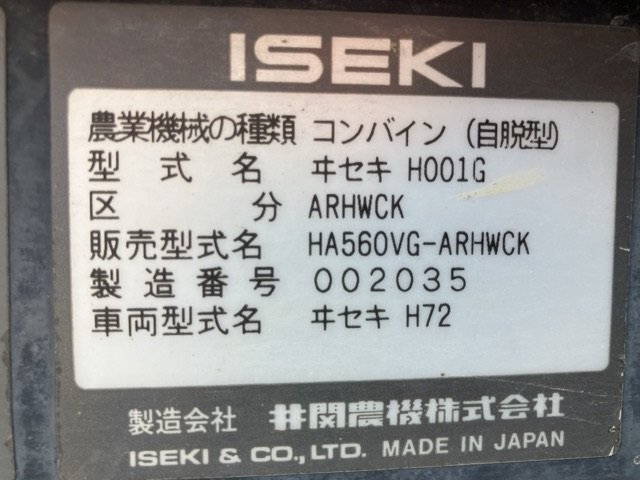 ISEKI
農業機械の種類 コンバイン(自脱型)
型式名 ヰセキ H001G
区分 ARHWCK
販売型式名 HA560VG-ARHWCK
製造番号 002035
車両型式名 ヰセキ H72
製造会社 井関農機株式会社
ISEKI & CO.,LTD. MADE IN JAPAN